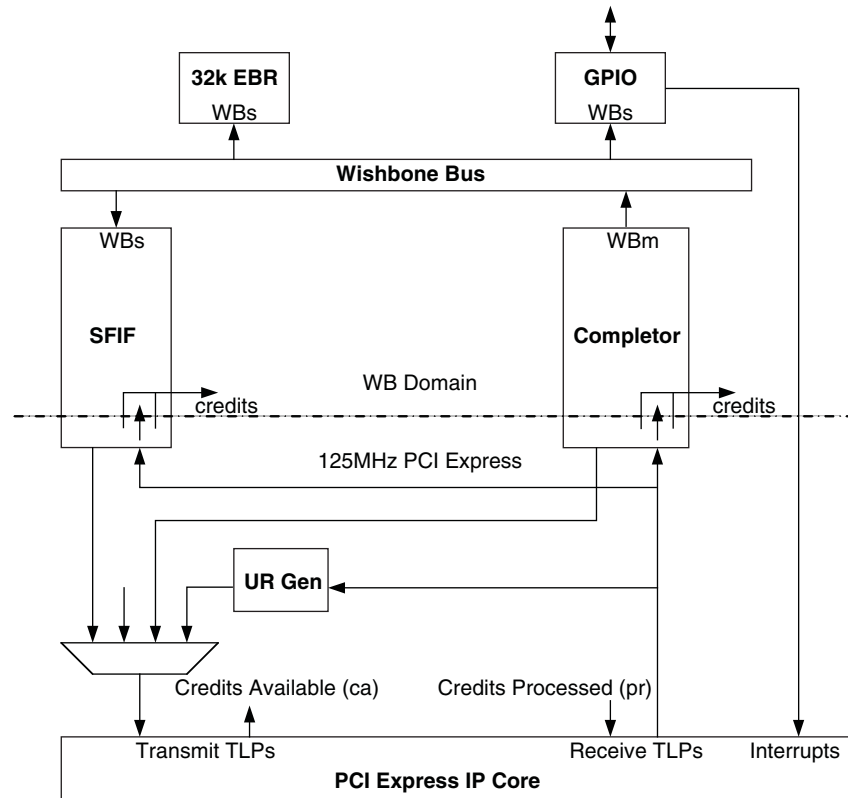 32k EBR
WBs
GPIO
WBs
Wishbone Bus
WBs
WBm
SFIF
Completor
WB Domain
credits
credits
125MHz PCI Express
UR Gen
Credits Available (ca)
Credits Processed (pr)
Transmit TLPs
Receive TLPs
Interrupts
PCI Express IP Core